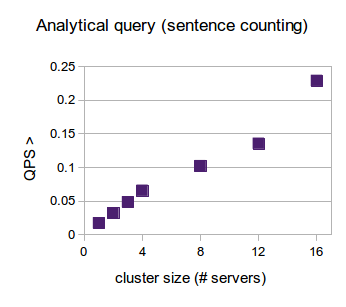 Analytical query (sentence counting)
0.25
0.2
0.15
0.1
0.05
0
QPS >
0 4 8 12 16
cluster size (# servers)